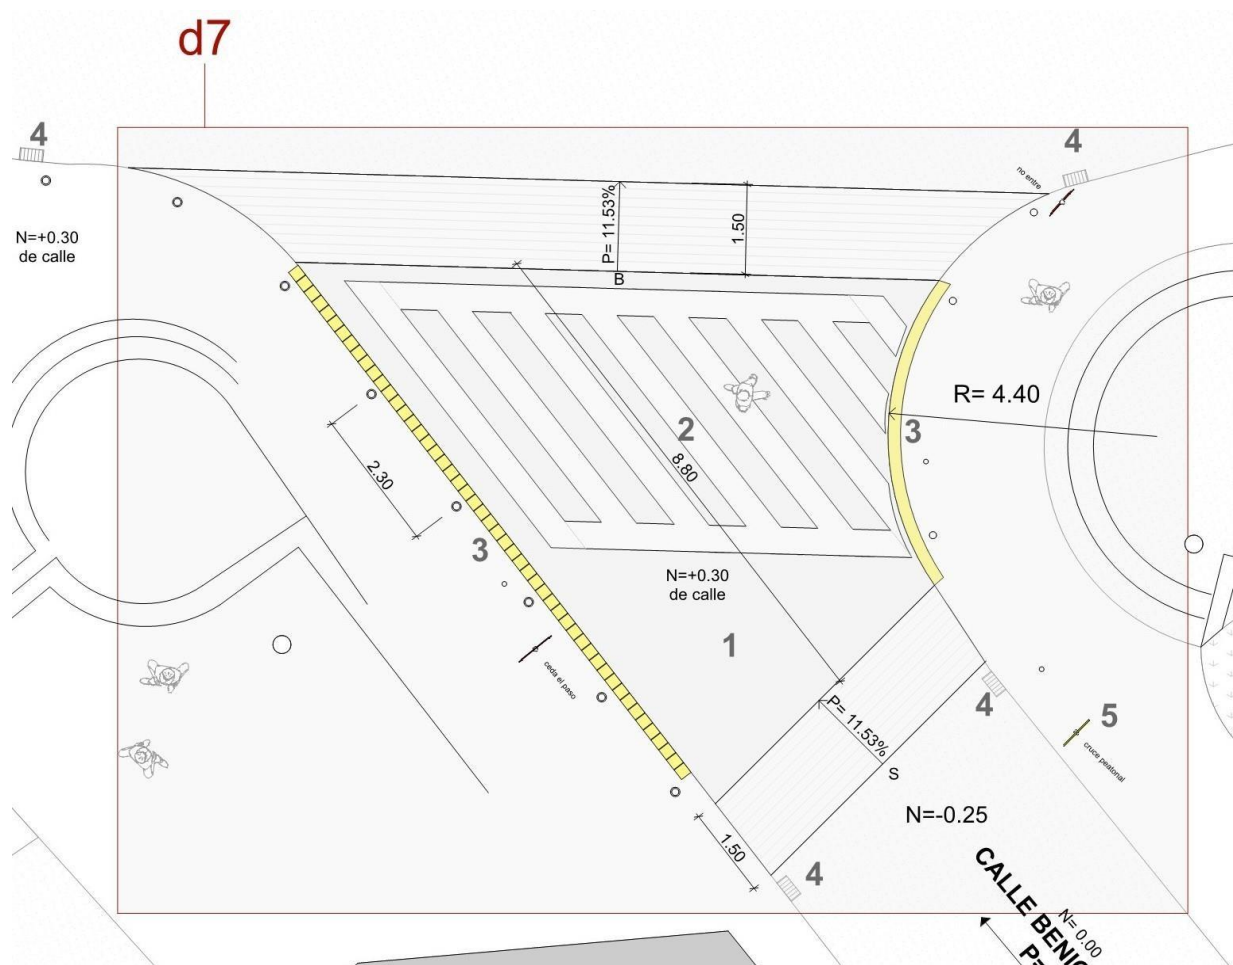 d7
4
4
no entre
N=+0.30
de calle
P= 11.53%
1.50
B
R= 4.40
2
3
8.80
2.30
3
N=+0.30
de calle
1
ceda el paso
P= 11.53%
4
5
cruce peatonal
S
N=-0.25
1.50
4
CALLE BENIG
N= 0.00
P=